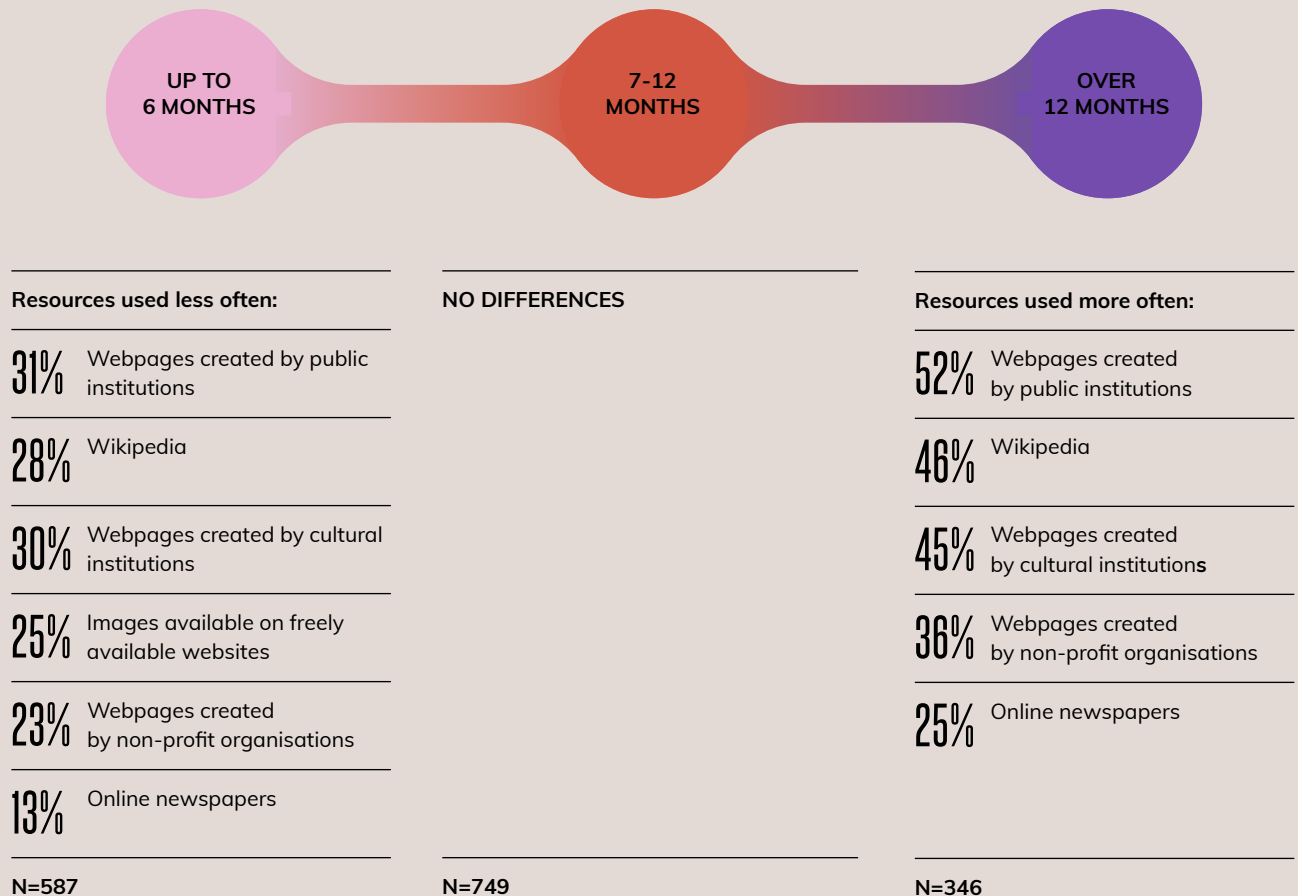 UP TO
6 MONTHS
7-12
MONTHS
OVER
12 MONTHS
Resources used less often:
31% Webpages created by public
institutions
28% Wikipedia
30% Webpages created by cultural
institutions
25% Images available on freely
available websites
23% Webpages created
by non-profit organisations
13% Online newspapers
N=587
NO DIFFERENCES
N=749
Resources used more often:
52% Webpages created
by public institutions
46% Wikipedia
45% Webpages created
by cultural institutions
36% Webpages created
by non-profit organisations
25% Online newspapers
N=346